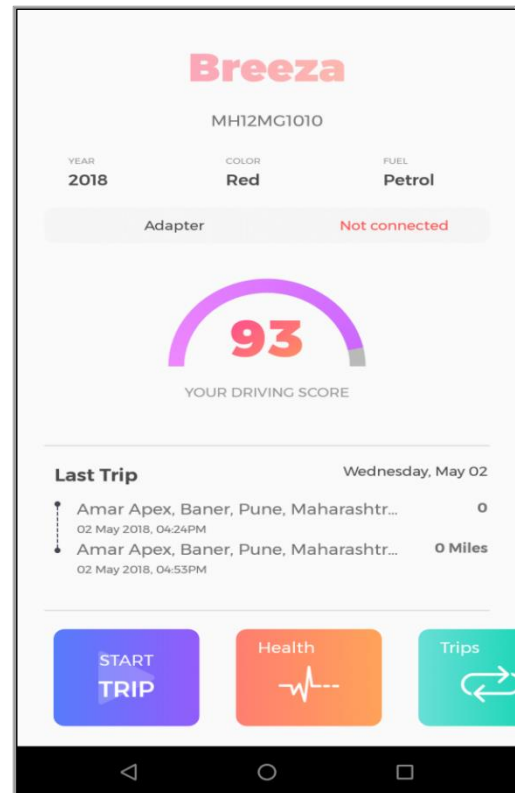 Breeza
MH12MG1010
YEAR COLOR FUEL
2018 Red Petrol
Adapter Not connected
93
YOUR DRIVING SCORE
Last Trip Wednesday, May 02
Amar Apex, Baner, Pune, Maharashtr... 0
02 May 2018, 04:24PM
Amar Apex, Baner, Pune, Maharashtr... 0 Miles
02 May 2018, 04:53PM
START
TRIP
Health
Trips